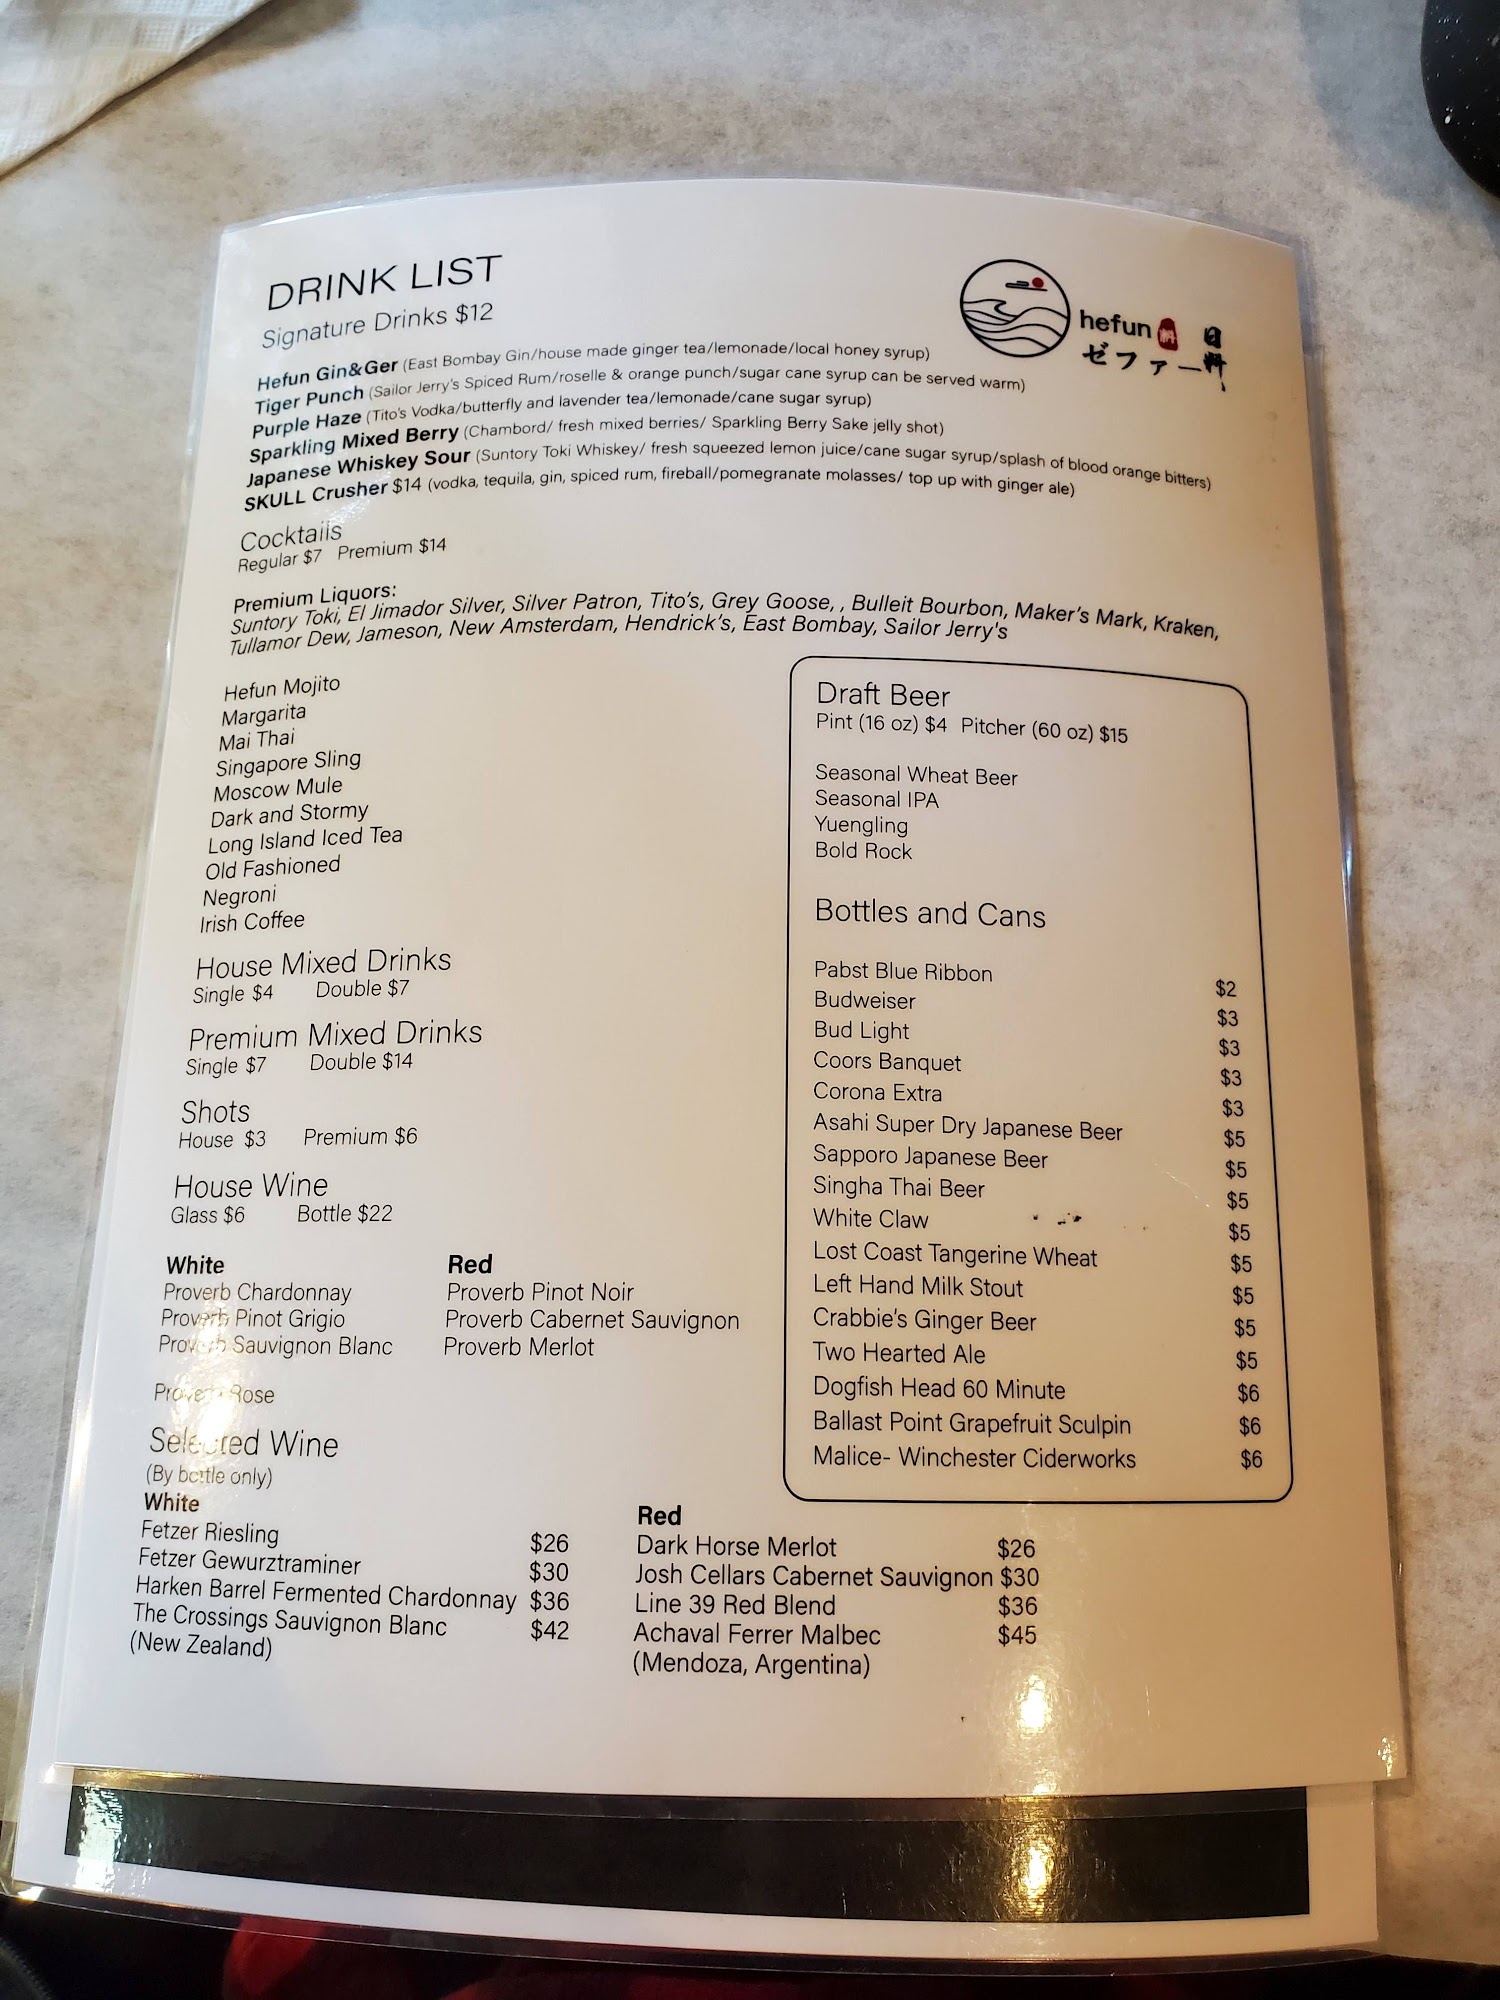 DRINK LIST
Signature Drinks $12
hefun 料 日料
ゼファー
Hefun Gin&Ger (East Bombay Gin/house made ginger tea/lemonade/local honey syrup)
Tiger Punch (Sailor Jerry's Spiced Rum/roselle & orange punch/sugar cane syrup can be served warm)
Purple Haze (Tito's Vodka/butterfly and lavender tea/lemonade/cane sugar syrup)
Sparkling Mixed Berry (Chambord/ fresh mixed berries/ Sparkling Berry Sake jelly shot)
Japanese Whiskey Sour (Suntory Toki Whiskey/ fresh squeezed lemon juice/cane sugar syrup/splash of blood orange bitters)
SKULL Crusher $14 (vodka, tequila, gin, spiced rum, fireball/pomegranate molasses/ top up with ginger ale)
Cocktails
Regular $7 Premium $14
Premium Liquors:
Suntory Toki, El Jimador Silver, Silver Patron, Tito's, Grey Goose, , Bulleit Bourbon, Maker's Mark, Kraken,
Tullamor Dew, Jameson, New Amsterdam, Hendrick's, East Bombay, Sailor Jerry's
Hefun Mojito
Margarita
Mai Thai
Singapore Sling
Moscow Mule
Dark and Stormy
Long Island Iced Tea
Old Fashioned
Negroni
Irish Coffee
House Mixed Drinks
Single $4 Double $7
Premium Mixed Drinks
Single $7 Double $14
Shots
House $3 Premium $6
House Wine
Glass $6 Bottle $22
White
Proverb Chardonnay
Proverb Pinot Grigio
Proverb Sauvignon Blanc
Proverb Rose
Red
Proverb Pinot Noir
Proverb Cabernet Sauvignon
Proverb Merlot
Draft Beer
Pint (16 oz) $4 Pitcher (60 oz) $15
Seasonal Wheat Beer
Seasonal IPA
Yuengling
Bold Rock
Bottles and Cans
Pabst Blue Ribbon $2
Budweiser $3
Bud Light $3
Coors Banquet $3
Corona Extra $3
Asahi Super Dry Japanese Beer $5
Sapporo Japanese Beer $5
Singha Thai Beer $5
White Claw $5
Lost Coast Tangerine Wheat $5
Left Hand Milk Stout $5
Crabbie's Ginger Beer $5
Two Hearted Ale $5
Dogfish Head 60 Minute $6
Ballast Point Grapefruit Sculpin $6
Malice- Winchester Ciderworks $6
Selected Wine
(By bottle only)
White
Fetzer Riesling $26
Fetzer Gewurztraminer $30
Harken Barrel Fermented Chardonnay $36
The Crossings Sauvignon Blanc $42
(New Zealand)
Red
Dark Horse Merlot $26
Josh Cellars Cabernet Sauvignon $30
Line 39 Red Blend $36
Achaval Ferrer Malbec $45
(Mendoza, Argentina)